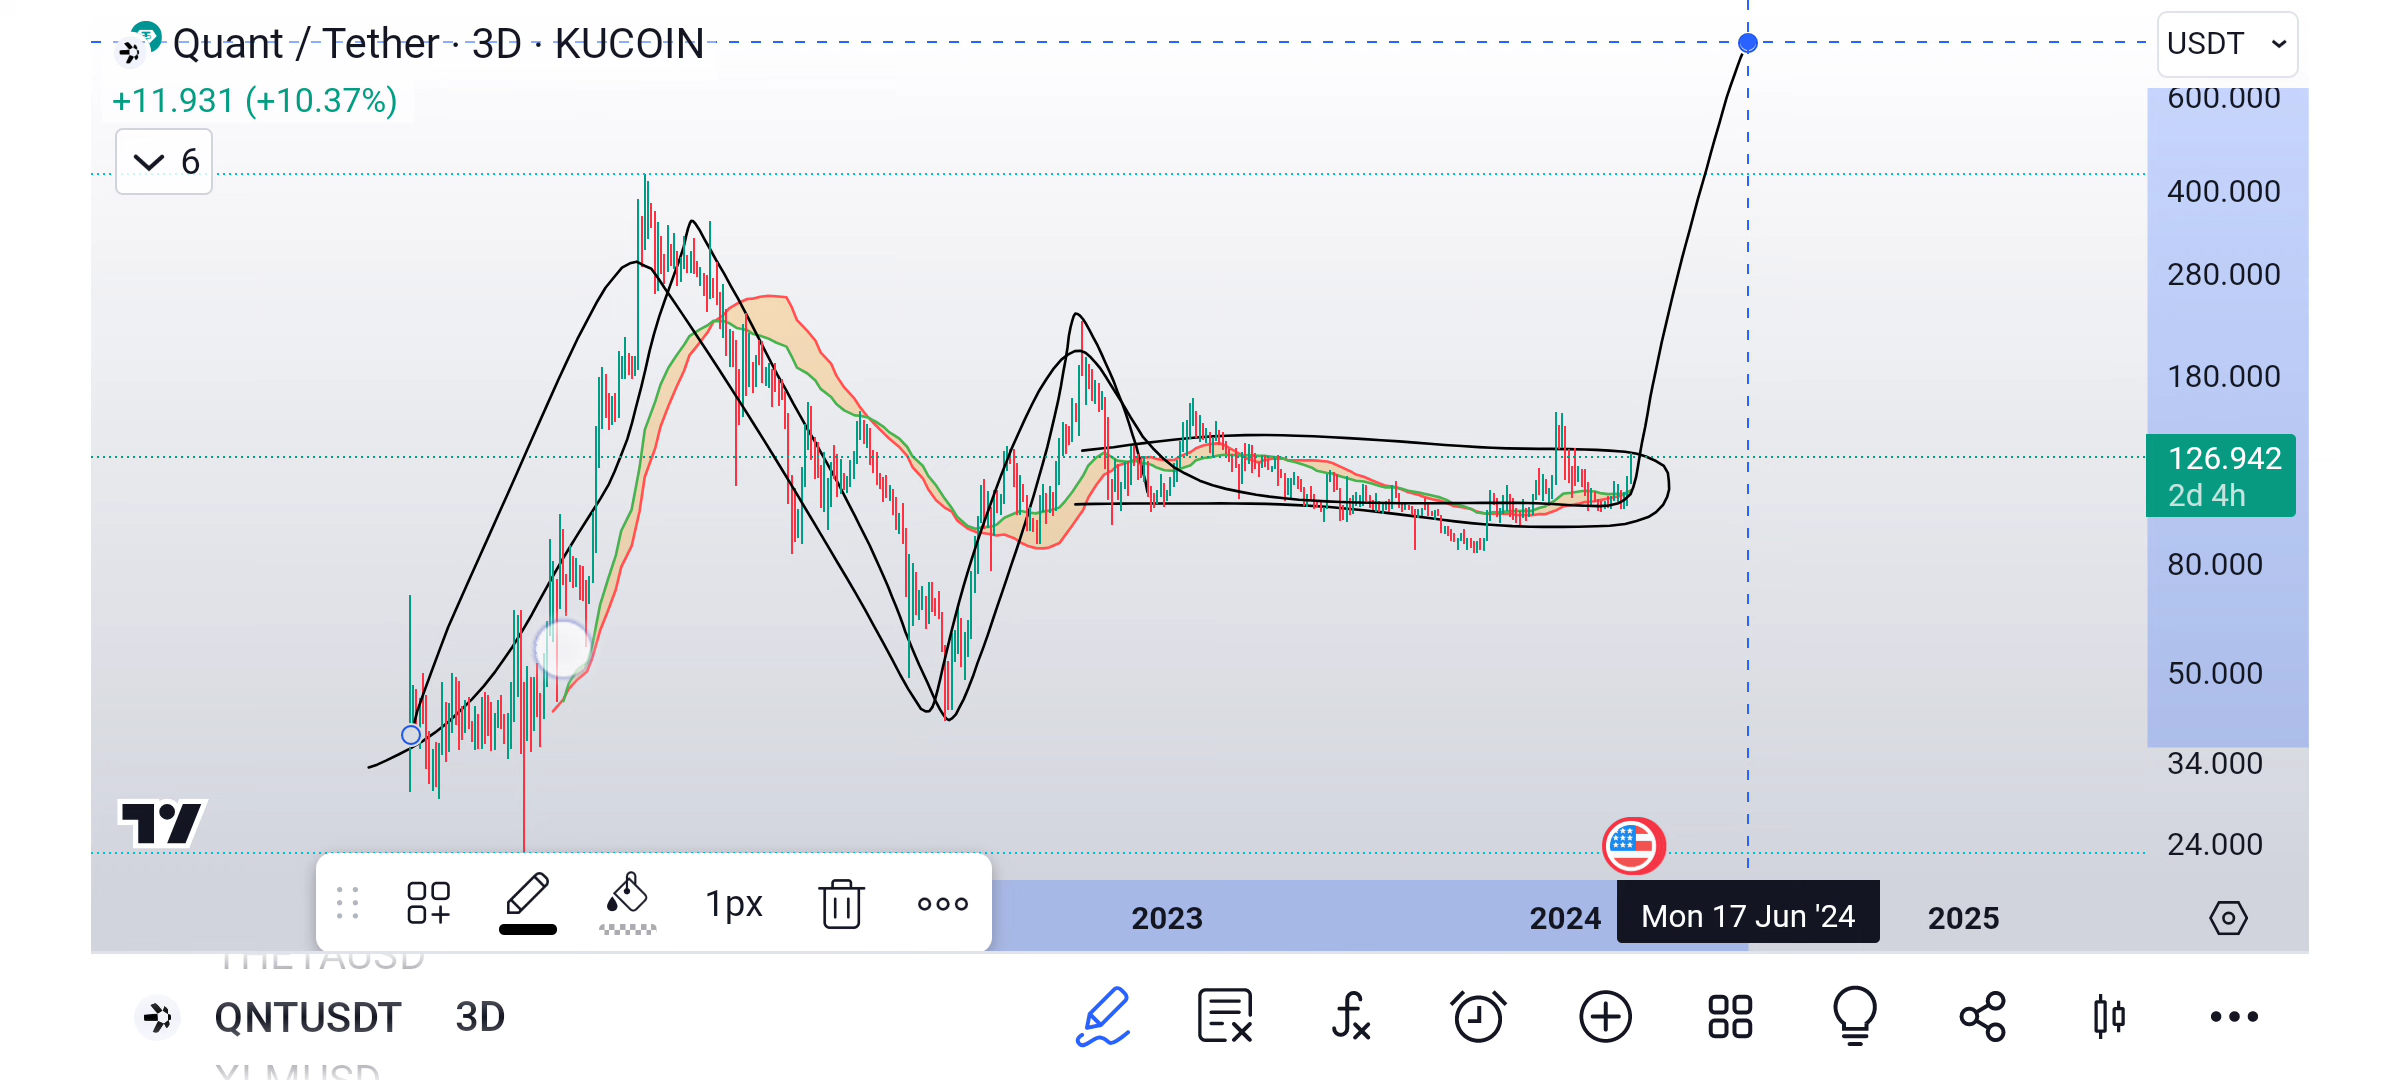 Quant / Tether · 3D · KUCOIN
USDT
+11.931 (+10.37%)
600.000
6
400.000
280.000
180.000
126.942
2d 4h
80.000
50.000
34.000
24.000
1px
2023
2024
Mon 17 Jun '24
2025
THETAUSD
QNTUSDT 3D
XLMUSD